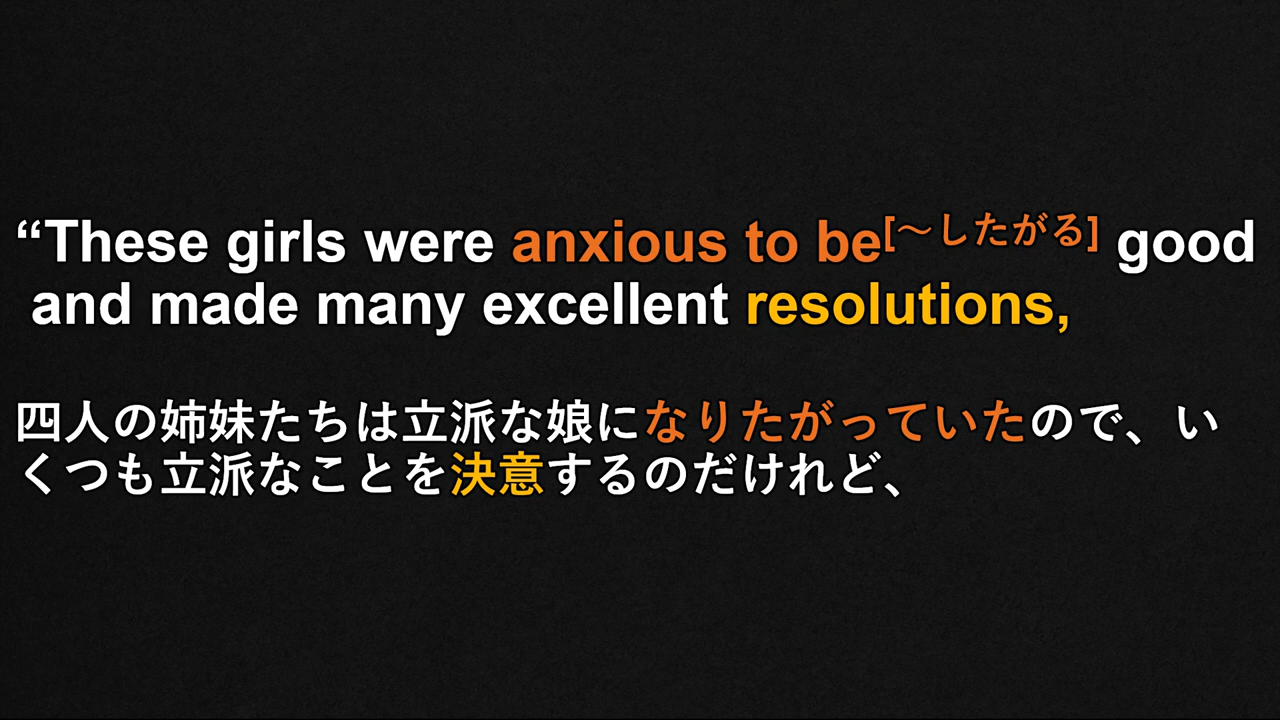 “These girls were anxious to be[～したがる] good
and made many excellent resolutions,
四人の姉妹たちは立派な娘になりたがっていたので、い
くつも立派なことを決意するのだけれど、